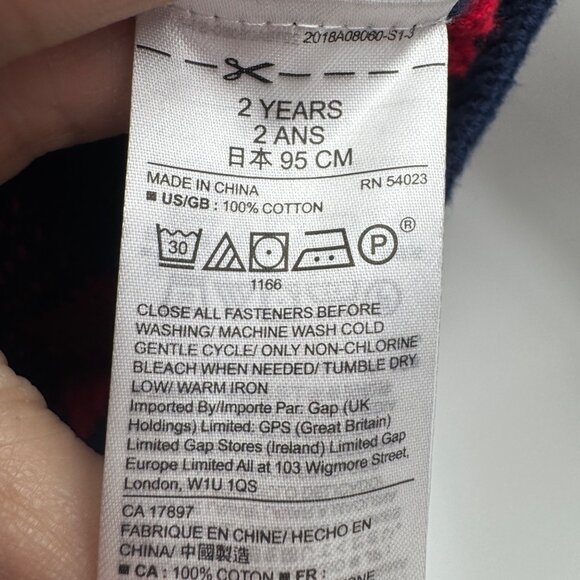 2018A08060-S1-3
2 YEARS
2 ANS
日本 95 CM
MADE IN CHINA RN 54023
■ US/GB : 100% COTTON
30 P ®
1166
CLOSE ALL FASTENERS BEFORE
WASHING/ MACHINE WASH COLD
GENTLE CYCLE/ ONLY NON-CHLORINE
BLEACH WHEN NEEDED/ TUMBLE DRY
LOW/ WARM IRON
Imported By/Importe Par: Gap (UK
Holdings) Limited: GPS (Great Britain)
Limited Gap Stores (Ireland) Limited Gap
Europe Limited All at 103 Wigmore Street,
London, W1U 1QS
CA 17897
FABRIQUE EN CHINE/ HECHO EN
CHINA/ 中國製造
■ CA : 100% COTON ■ FR :